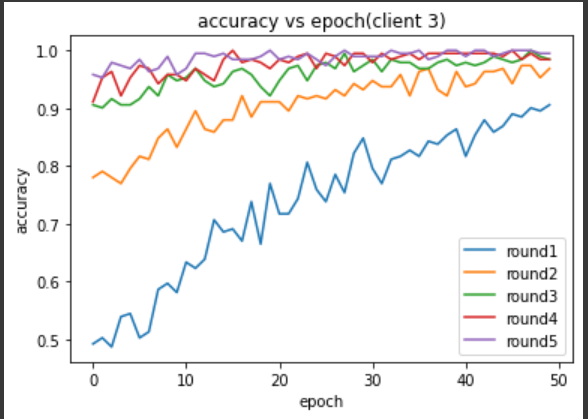 accuracy vs epoch(client 3)
1.0
0.9
0.8
0.7
0.6
0.5
accuracy
0
10
20
30
40
50
epoch
round1
round2
round3
round4
round5